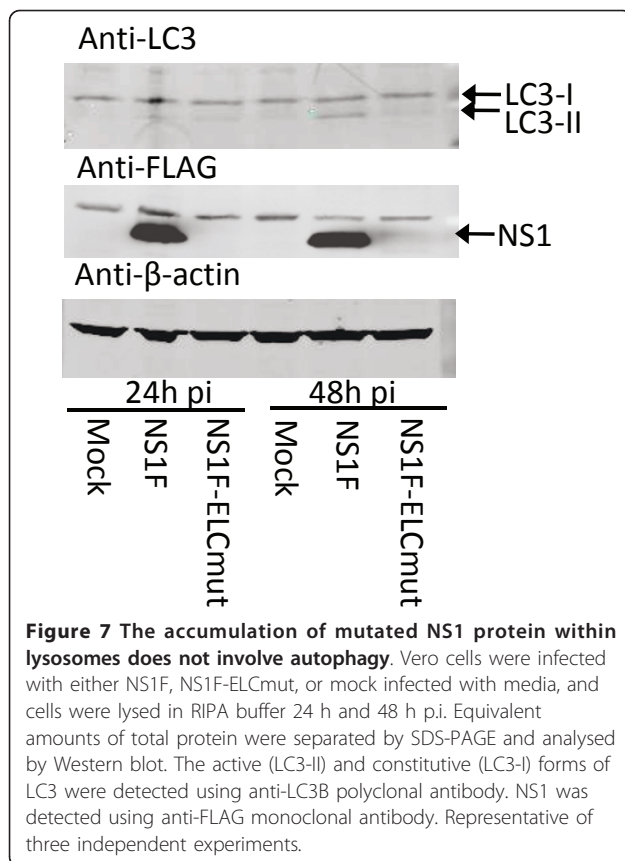 Anti-LC3
LC3-I
LC3-II
Anti-FLAG
NS1
Anti-β-actin
24h pi 48h pi
Mock
NS1F
NS1F-ELCmut
Mock
NS1F
NS1F-ELCmut
Figure 7 The accumulation of mutated NS1 protein within
lysosomes does not involve autophagy. Vero cells were infected
with either NS1F, NS1F-ELCmut, or mock infected with media, and
cells were lysed in RIPA buffer 24 h and 48 h p.i. Equivalent
amounts of total protein were separated by SDS-PAGE and analysed
by Western blot. The active (LC3-II) and constitutive (LC3-I) forms of
LC3 were detected using anti-LC3B polyclonal antibody. NS1 was
detected using anti-FLAG monoclonal antibody. Representative of
three independent experiments.